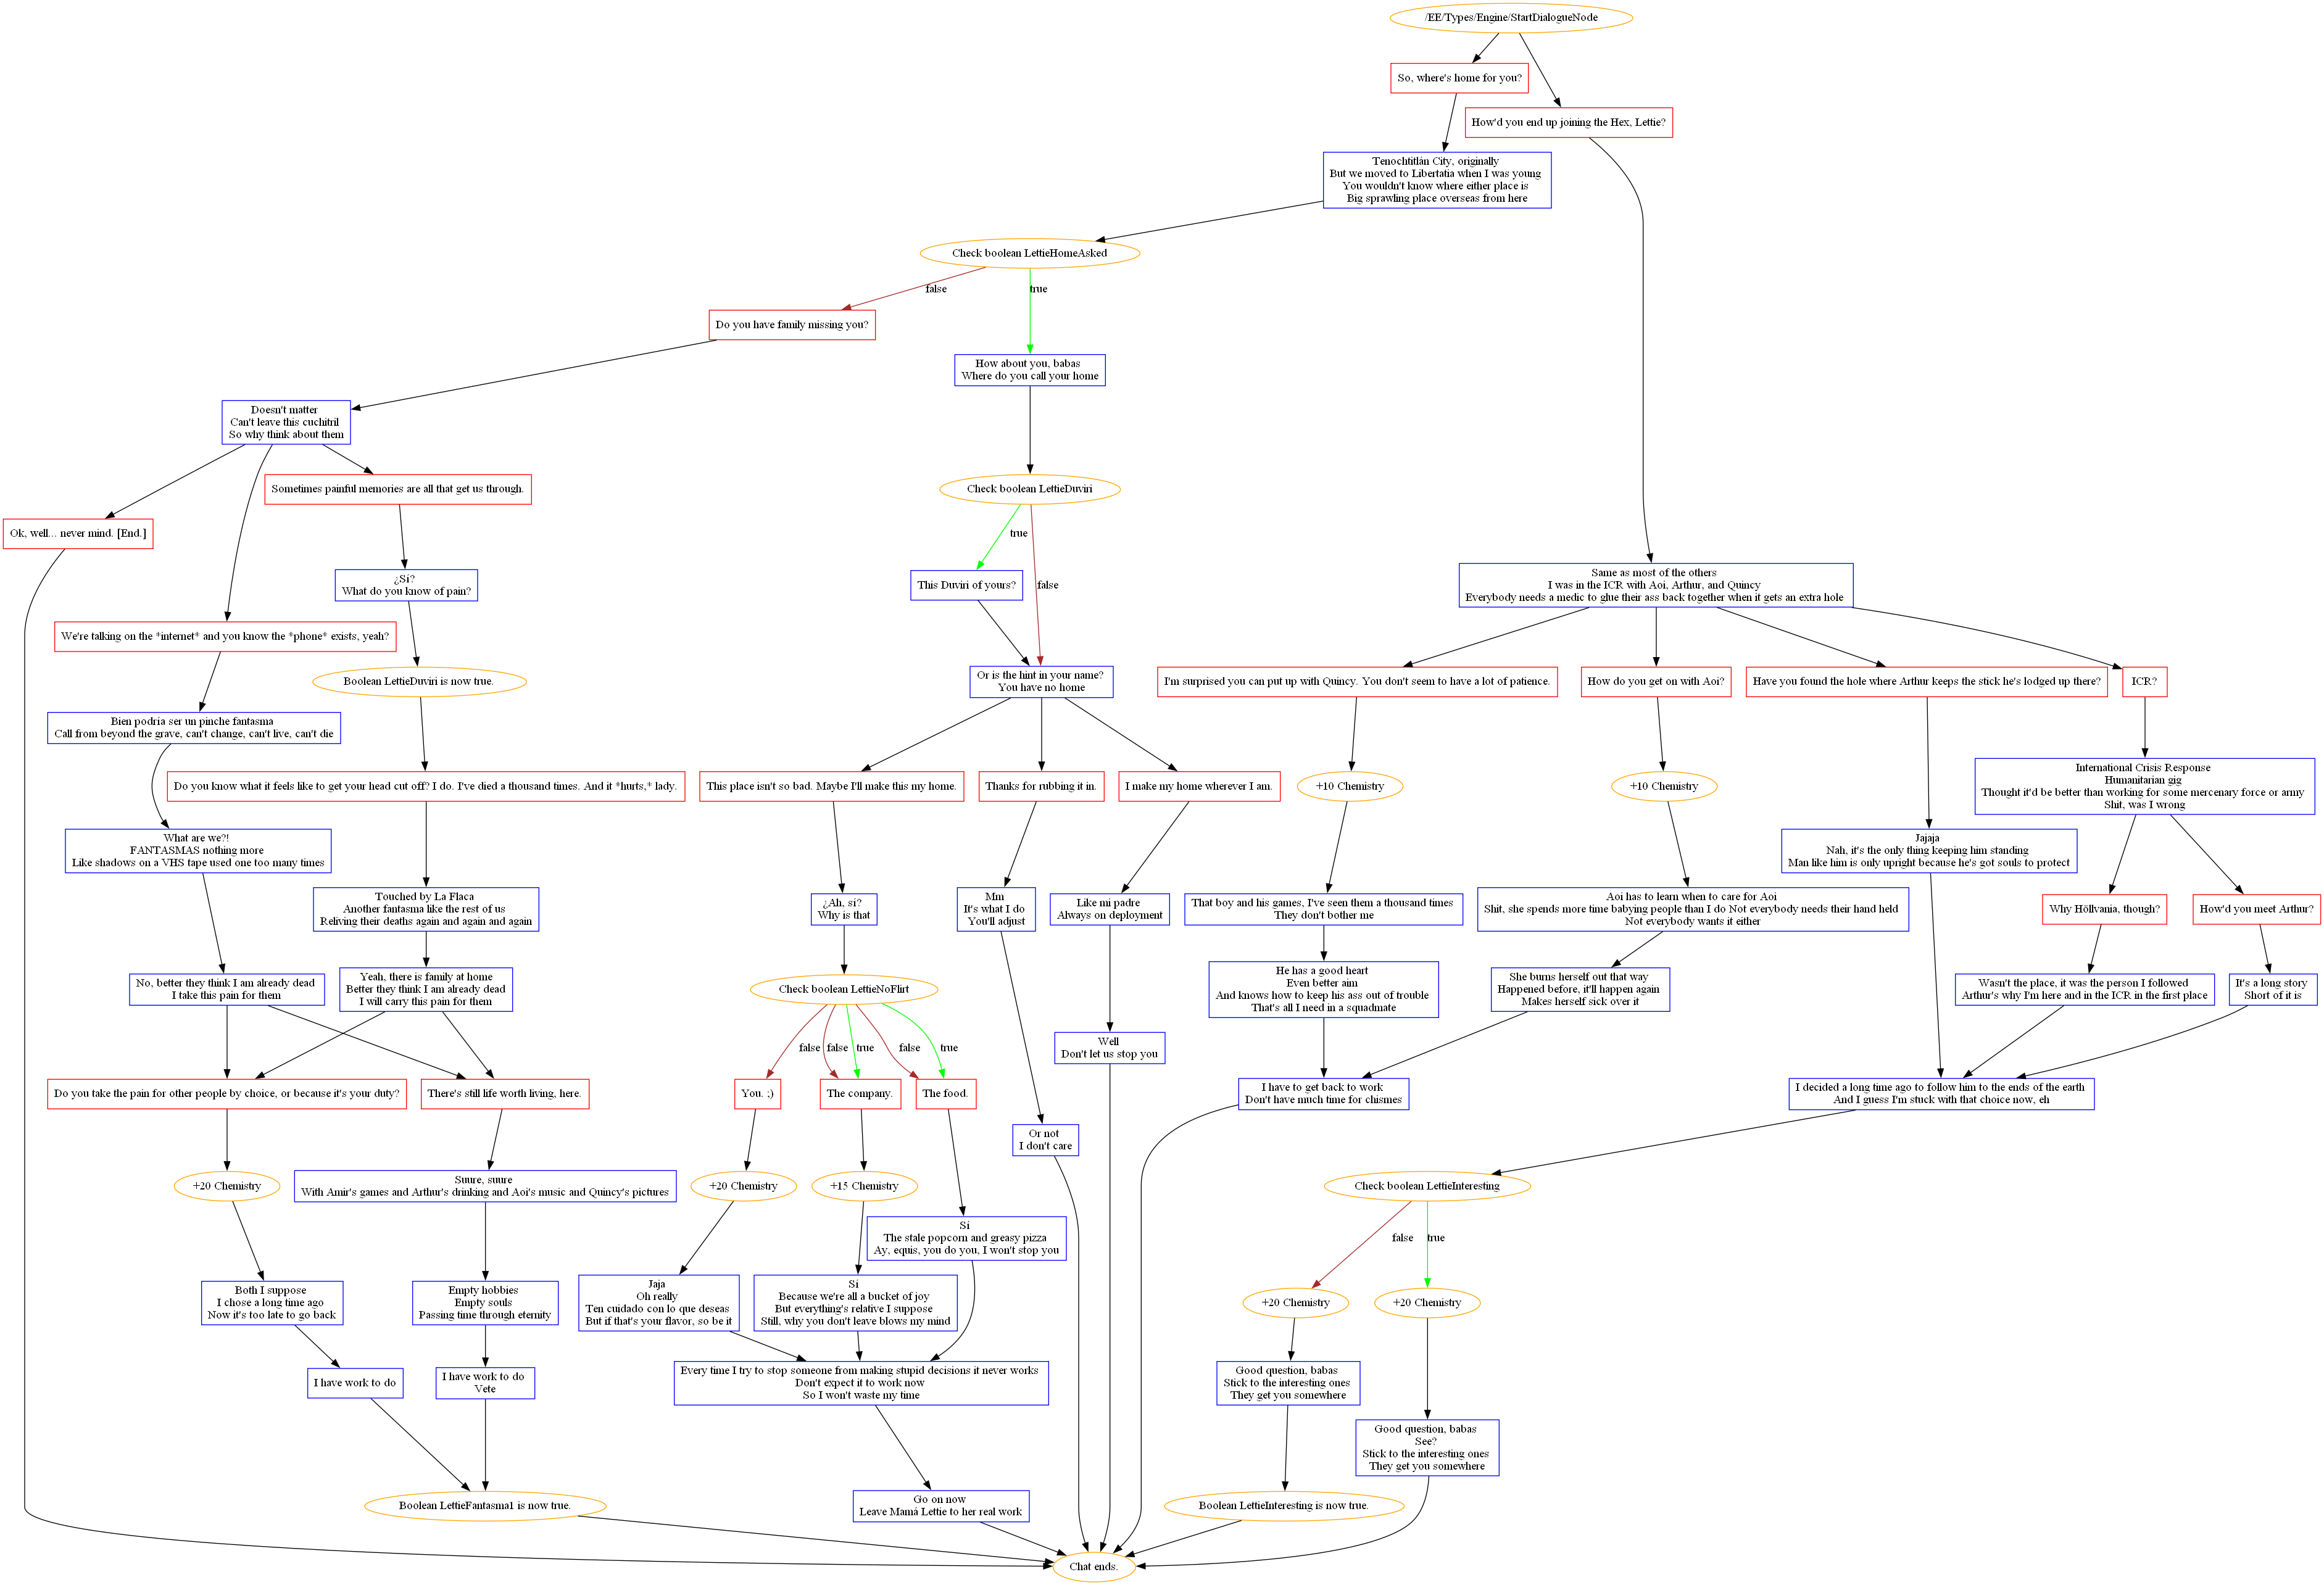 /EE/Types/Engine/StartDialogueNode
So, where's home for you?
How'd you end up joining the Hex, Lettie?
Tenochtitlán City, originally
But we moved to Libertatia when I was young
You wouldn't know where either place is
Big sprawling place overseas from here
Check boolean LettieHomeAsked
false
true
Do you have family missing you?
How about you, babas
Where do you call your home
Doesn't matter
Can't leave this cuchitril
So why think about them
Sometimes painful memories are all that get us through.
Check boolean LettieDuviri
Ok, well... never mind. [End.]
true
false
¿Sí?
What do you know of pain?
This Duviri of yours?
Same as most of the others
I was in the ICR with Aoi, Arthur, and Quincy
Everybody needs a medic to glue their ass back together when it gets an extra hole
We're talking on the *internet* and you know the *phone* exists, yeah?
Boolean LettieDuviri is now true.
Or is the hint in your name?
You have no home
I'm surprised you can put up with Quincy. You don't seem to have a lot of patience.
How do you get on with Aoi?
Have you found the hole where Arthur keeps the stick he's lodged up there?
ICR?
Bien podría ser un pinche fantasma
Call from beyond the grave, can't change, can't live, can't die
Do you know what it feels like to get your head cut off? I do. I've died a thousand times. And it *hurts,* lady.
This place isn't so bad. Maybe I'll make this my home.
Thanks for rubbing it in.
I make my home wherever I am.
+10 Chemistry
+10 Chemistry
International Crisis Response
Humanitarian gig
Thought it'd be better than working for some mercenary force or army
Shit, was I wrong
What are we?!
FANTASMAS nothing more
Like shadows on a VHS tape used one too many times
Jajaja
Nah, it's the only thing keeping him standing
Man like him is only upright because he's got souls to protect
Touched by La Flaca
Another fantasma like the rest of us
Reliving their deaths again and again and again
¿Ah, sí?
Why is that
Mm
It's what I do
You'll adjust
Like mi padre
Always on deployment
That boy and his games, I've seen them a thousand times
They don't bother me
Aoi has to learn when to care for Aoi
Shit, she spends more time babying people than I do Not everybody needs their hand held
Not everybody wants it either
Why Höllvania, though?
How'd you meet Arthur?
No, better they think I am already dead
I take this pain for them
Yeah, there is family at home
Better they think I am already dead
I will carry this pain for them
Check boolean LettieNoFlirt
He has a good heart
Even better aim
And knows how to keep his ass out of trouble
That's all I need in a squadmate
She burns herself out that way
Happened before, it'll happen again
Makes herself sick over it
Wasn't the place, it was the person I followed
Arthur's why I'm here and in the ICR in the first place
It's a long story
Short of it is
false
false
true
false
true
Well
Don't let us stop you
Do you take the pain for other people by choice, or because it's your duty?
There's still life worth living, here.
You. ;)
The company.
The food.
I have to get back to work
Don't have much time for chismes
I decided a long time ago to follow him to the ends of the earth
And I guess I'm stuck with that choice now, eh
Or not
I don't care
+20 Chemistry
Suure, suure
With Amir's games and Arthur's drinking and Aoi's music and Quincy's pictures
+20 Chemistry
+15 Chemistry
Check boolean LettieInteresting
Sí
The stale popcorn and greasy pizza
Ay, equis, you do you, I won't stop you
false
true
Both I suppose
I chose a long time ago
Now it's too late to go back
Empty hobbies
Empty souls
Passing time through eternity
Jaja
Oh really
Ten cuidado con lo que deseas
But if that's your flavor, so be it
Sí
Because we're all a bucket of joy
But everything's relative I suppose
Still, why you don't leave blows my mind
+20 Chemistry
+20 Chemistry
I have work to do
I have work to do
Vete
Every time I try to stop someone from making stupid decisions it never works
Don't expect it to work now
So I won't waste my time
Good question, babas
Stick to the interesting ones
They get you somewhere
Good question, babas
See?
Stick to the interesting ones
They get you somewhere
Boolean LettieFantasma1 is now true.
Go on now
Leave Mamá Lettie to her real work
Boolean LettieInteresting is now true.
Chat ends.